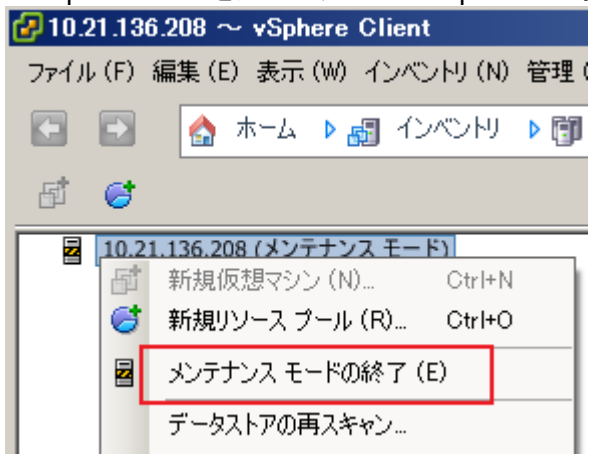 10.21.136.208 ～ vSphere Client
ファイル (F) 編集 (E) 表示 (W) インベントリ (N) 管理 (
ホーム インベントリ
10.21.136.208 (メンテナンス モード)
新規仮想マシン (N)... Ctrl+N
新規リソース プール (R)... Ctrl+O
メンテナンス モードの終了 (E)
データストアの再スキャン...